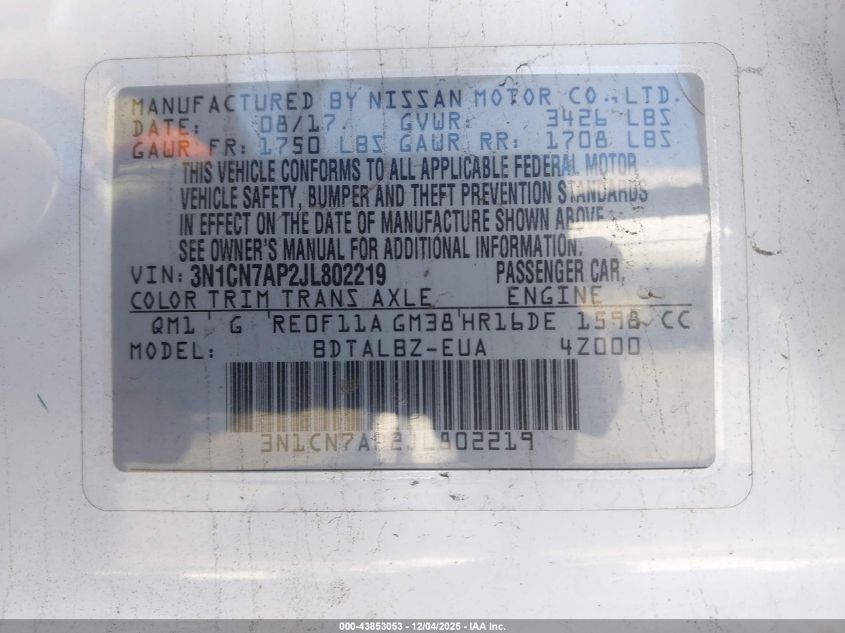 MANUFACTURED BY NISSAN MOTOR CO., LTD.
DATE: 08/17 GVWR: 3426 LBS
GAWR FR: 1750 LBS GAWR RR: 1708 LBS
THIS VEHICLE CONFORMS TO ALL APPLICABLE FEDERAL MOTOR
VEHICLE SAFETY, BUMPER AND THEFT PREVENTION STANDARDS
IN EFFECT ON THE DATE OF MANUFACTURE SHOWN ABOVE.
SEE OWNER'S MANUAL FOR ADDITIONAL INFORMATION.
VIN: 3N1CN7AP2JL802219 PASSENGER CAR,
COLOR TRIM TRANS AXLE ENGINE
QM1 G RE0F11A GM38 HR16DE 1598 CC
MODEL: BDTALBZ-EUA 4Z000
3N1CN7AP2JL802219
000-43853053 - 12/04/2025 - IAA Inc.